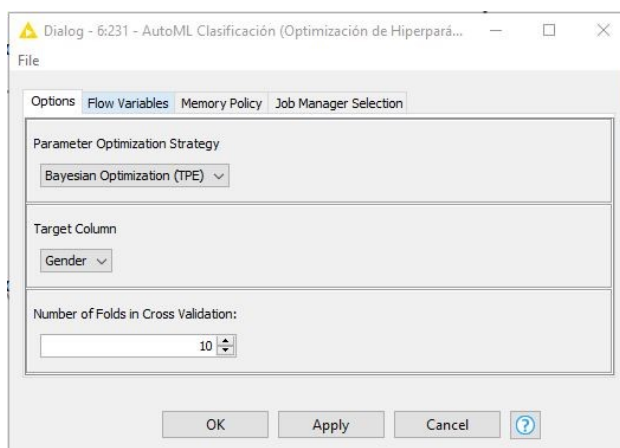 Dialog - 6:231 - AutoML Clasificación (Optimización de Hiperpará...
File
Options Flow Variables Memory Policy Job Manager Selection
Parameter Optimization Strategy
Bayesian Optimization (TPE)
Target Column
Gender
Number of Folds in Cross Validation:
10
OK Apply Cancel ?